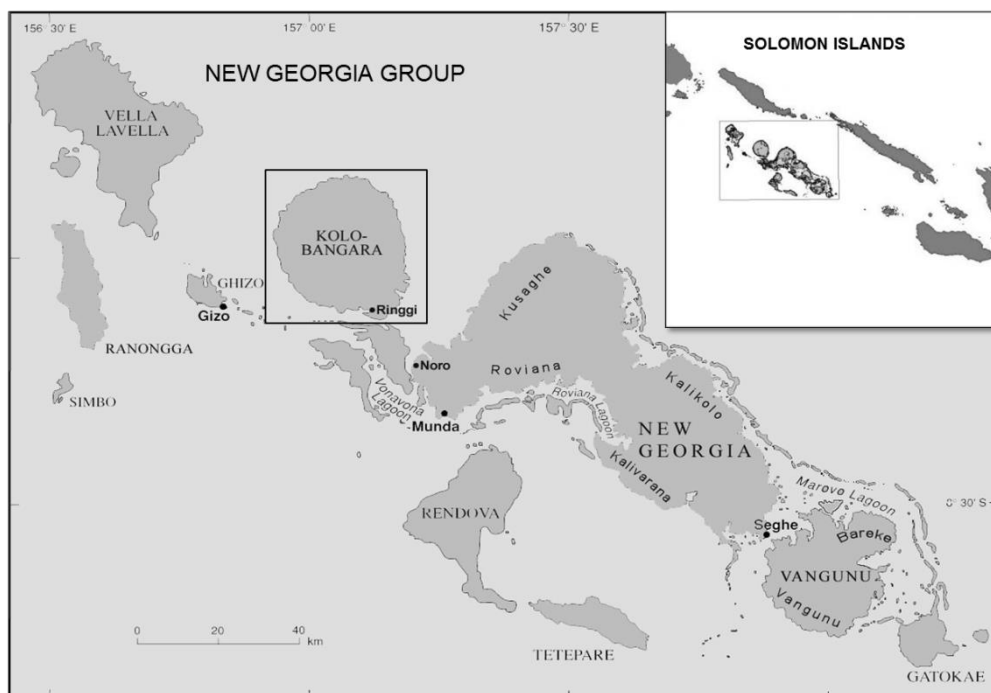 156 30' E
157 00' E
157 30' E
NEW GEORGIA GROUP
SOLOMON ISLANDS
VELLA
LAVELLA
KOLO-
BANGARA
GHIZO
Gizo
Ringgi
RANONGGA
SIMBO
Noro
Vonavona
Lagoon
Munda
Kusaghe
Roviana
Roviana Lagoon
Kalikolo
NEW
GEORGIA
Kalivarana
Marovo Lagoon
8 30' S
RENDOVA
Seghe
Bareke
VANGUNU
Vangunu
0 20 40
km
TETEPARE
GATOKAE